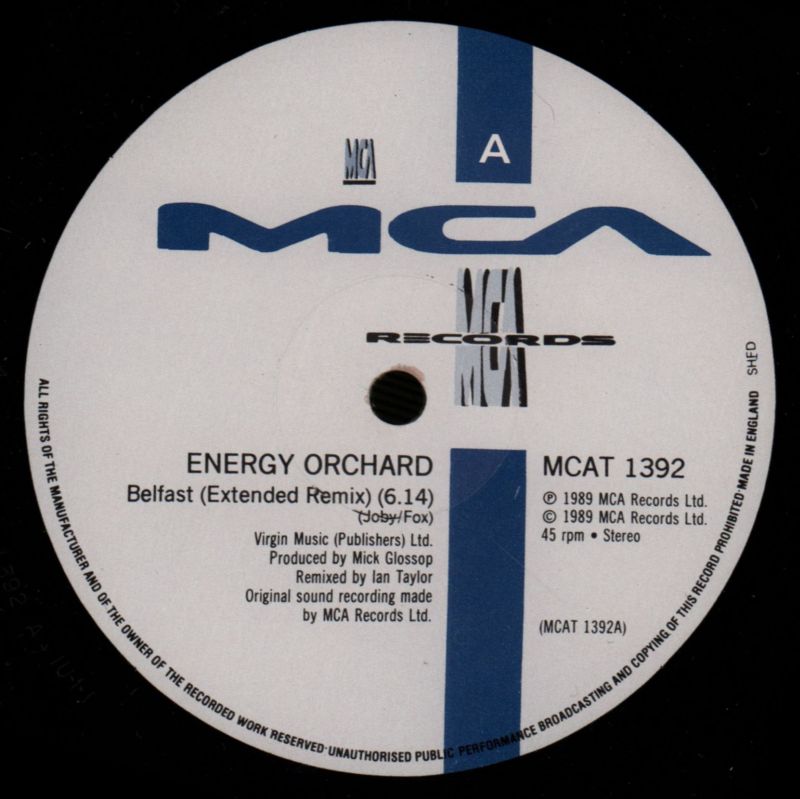 A
MCA
MCA
MCA
RECORDS
SHED
ENERGY ORCHARD
Belfast (Extended Remix) (6.14)
(Joby/Fox)
Virgin Music (Publishers) Ltd.
Produced by Mick Glossop
Remixed by Ian Taylor
Original sound recording made
by MCA Records Ltd.
MCAT 1392
℗ 1989 MCA Records Ltd.
© 1989 MCA Records Ltd.
45 rpm • Stereo
(MCAT 1392A)
ALL RIGHTS OF THE MANUFACTURER AND OF THE OWNER OF THE RECORDED WORK RESERVED·UNAUTHORISED PUBLIC PERFORMANCE BROADCASTING AND COPYING OF THIS RECORD PROHIBITED·MADE IN ENGLAND